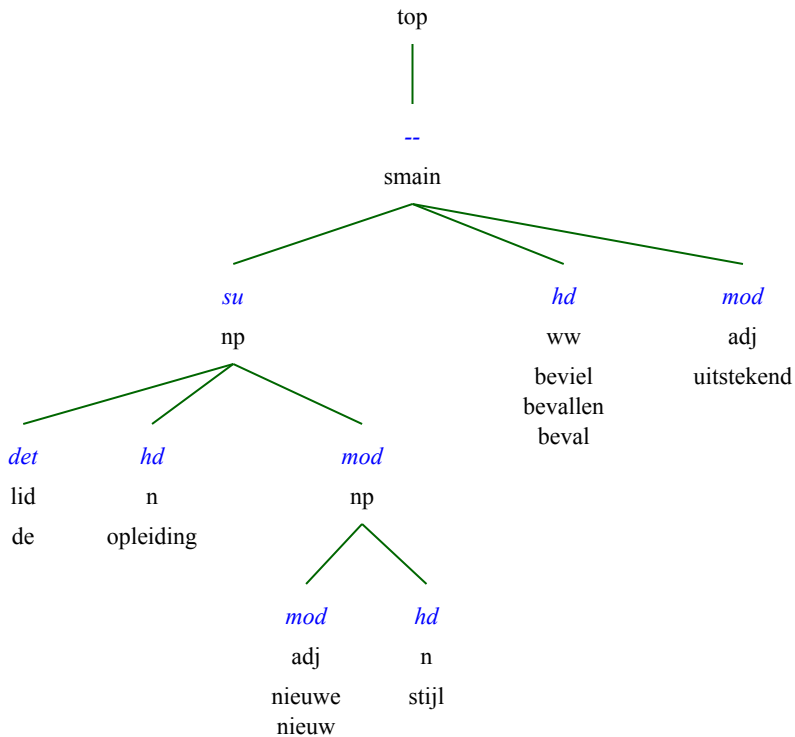 top
--
smain
su hd mod
np ww adj
beviel uitstekend
bevallen
beval
det hd mod
lid n np
de opleiding
mod hd
adj n
nieuwe stijl
nieuw